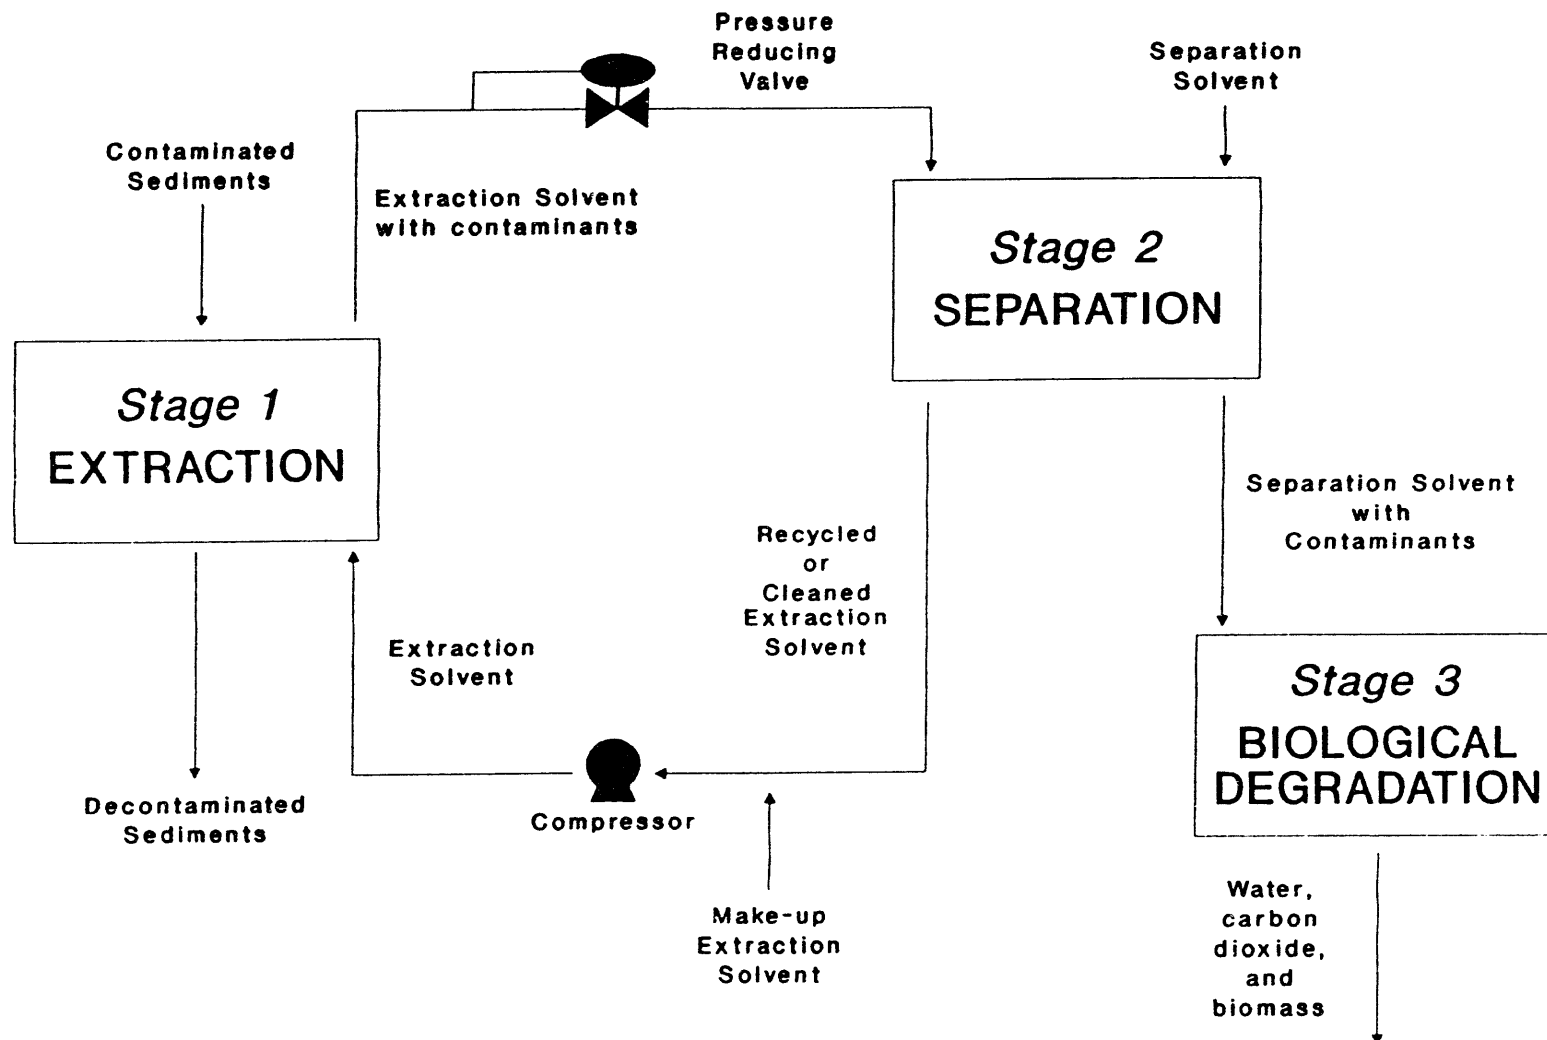 Pressure
Reducing
Valve
Separation
Solvent
Contaminated
Sediments
Extraction Solvent
with contaminants
Stage 2
SEPARATION
Stage 1
EXTRACTION
Separation Solvent
with
Contaminants
Recycled
or
Cleaned
Extraction
Solvent
Extraction
Solvent
Stage 3
BIOLOGICAL
DEGRADATION
Decontaminated
Sediments
Compressor
Make-up
Extraction
Solvent
Water,
carbon
dioxide,
and
biomass